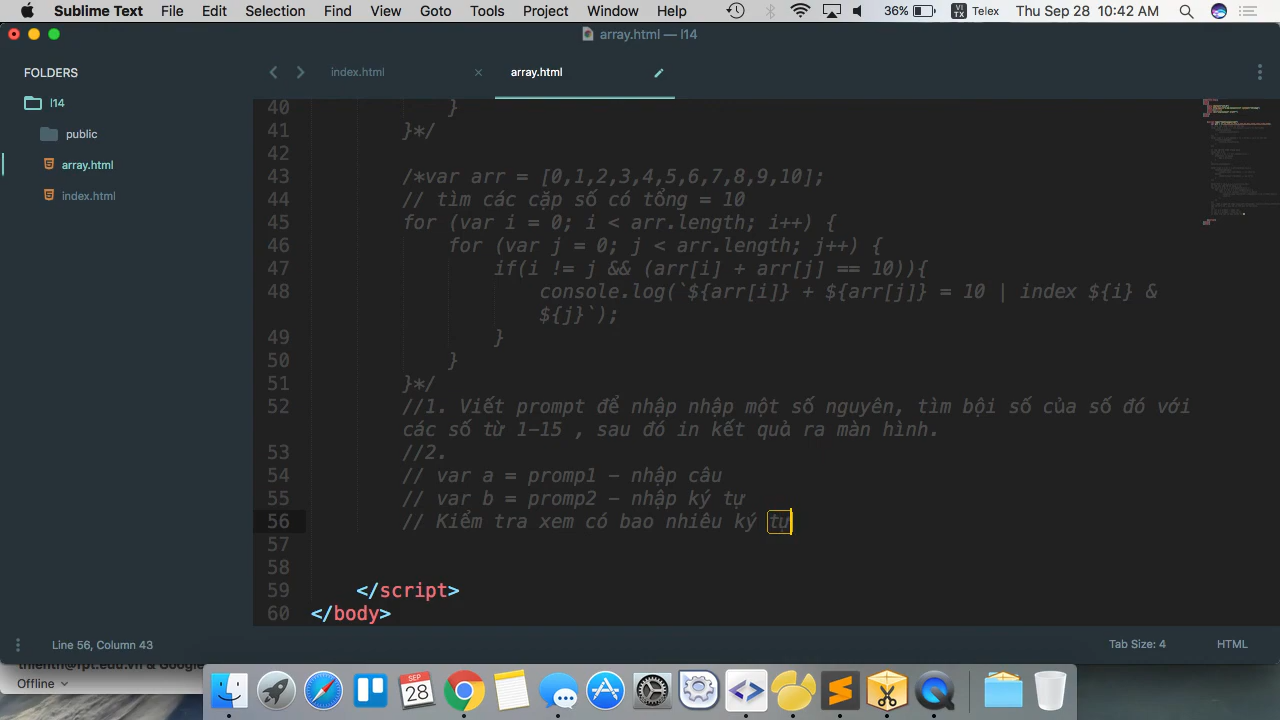 Sublime Text File Edit Selection Find View Goto Tools Project Window Help 36% VI TX Telex Thu Sep 28 10:42 AM
array.html — l14
FOLDERS
l14
public
array.html
index.html
index.html
array.html
40 }
41 }*/
42
43 /*var arr = [0,1,2,3,4,5,6,7,8,9,10];
44 // tìm các cặp số có tổng = 10
45 for (var i = 0; i < arr.length; i++) {
46 for (var j = 0; j < arr.length; j++) {
47 if(i != j && (arr[i] + arr[j] == 10)){
48 console.log(`${arr[i]} + ${arr[j]} = 10 | index ${i} &
${j}`);
49 }
50 }
51 }*/
52 //1. Viết prompt để nhập nhập một số nguyên, tìm bội số của số đó với
các số từ 1-15 , sau đó in kết quả ra màn hình.
53 //2.
54 // var a = promp1 - nhập câu
55 // var b = promp2 - nhập ký tự
56 // Kiểm tra xem có bao nhiêu ký tự
57
58
59 </script>
60 </body>
Line 56, Column 43
Tab Size: 4
HTML
thienth@fpt.edu.vn & Google
Offline
SEP
28